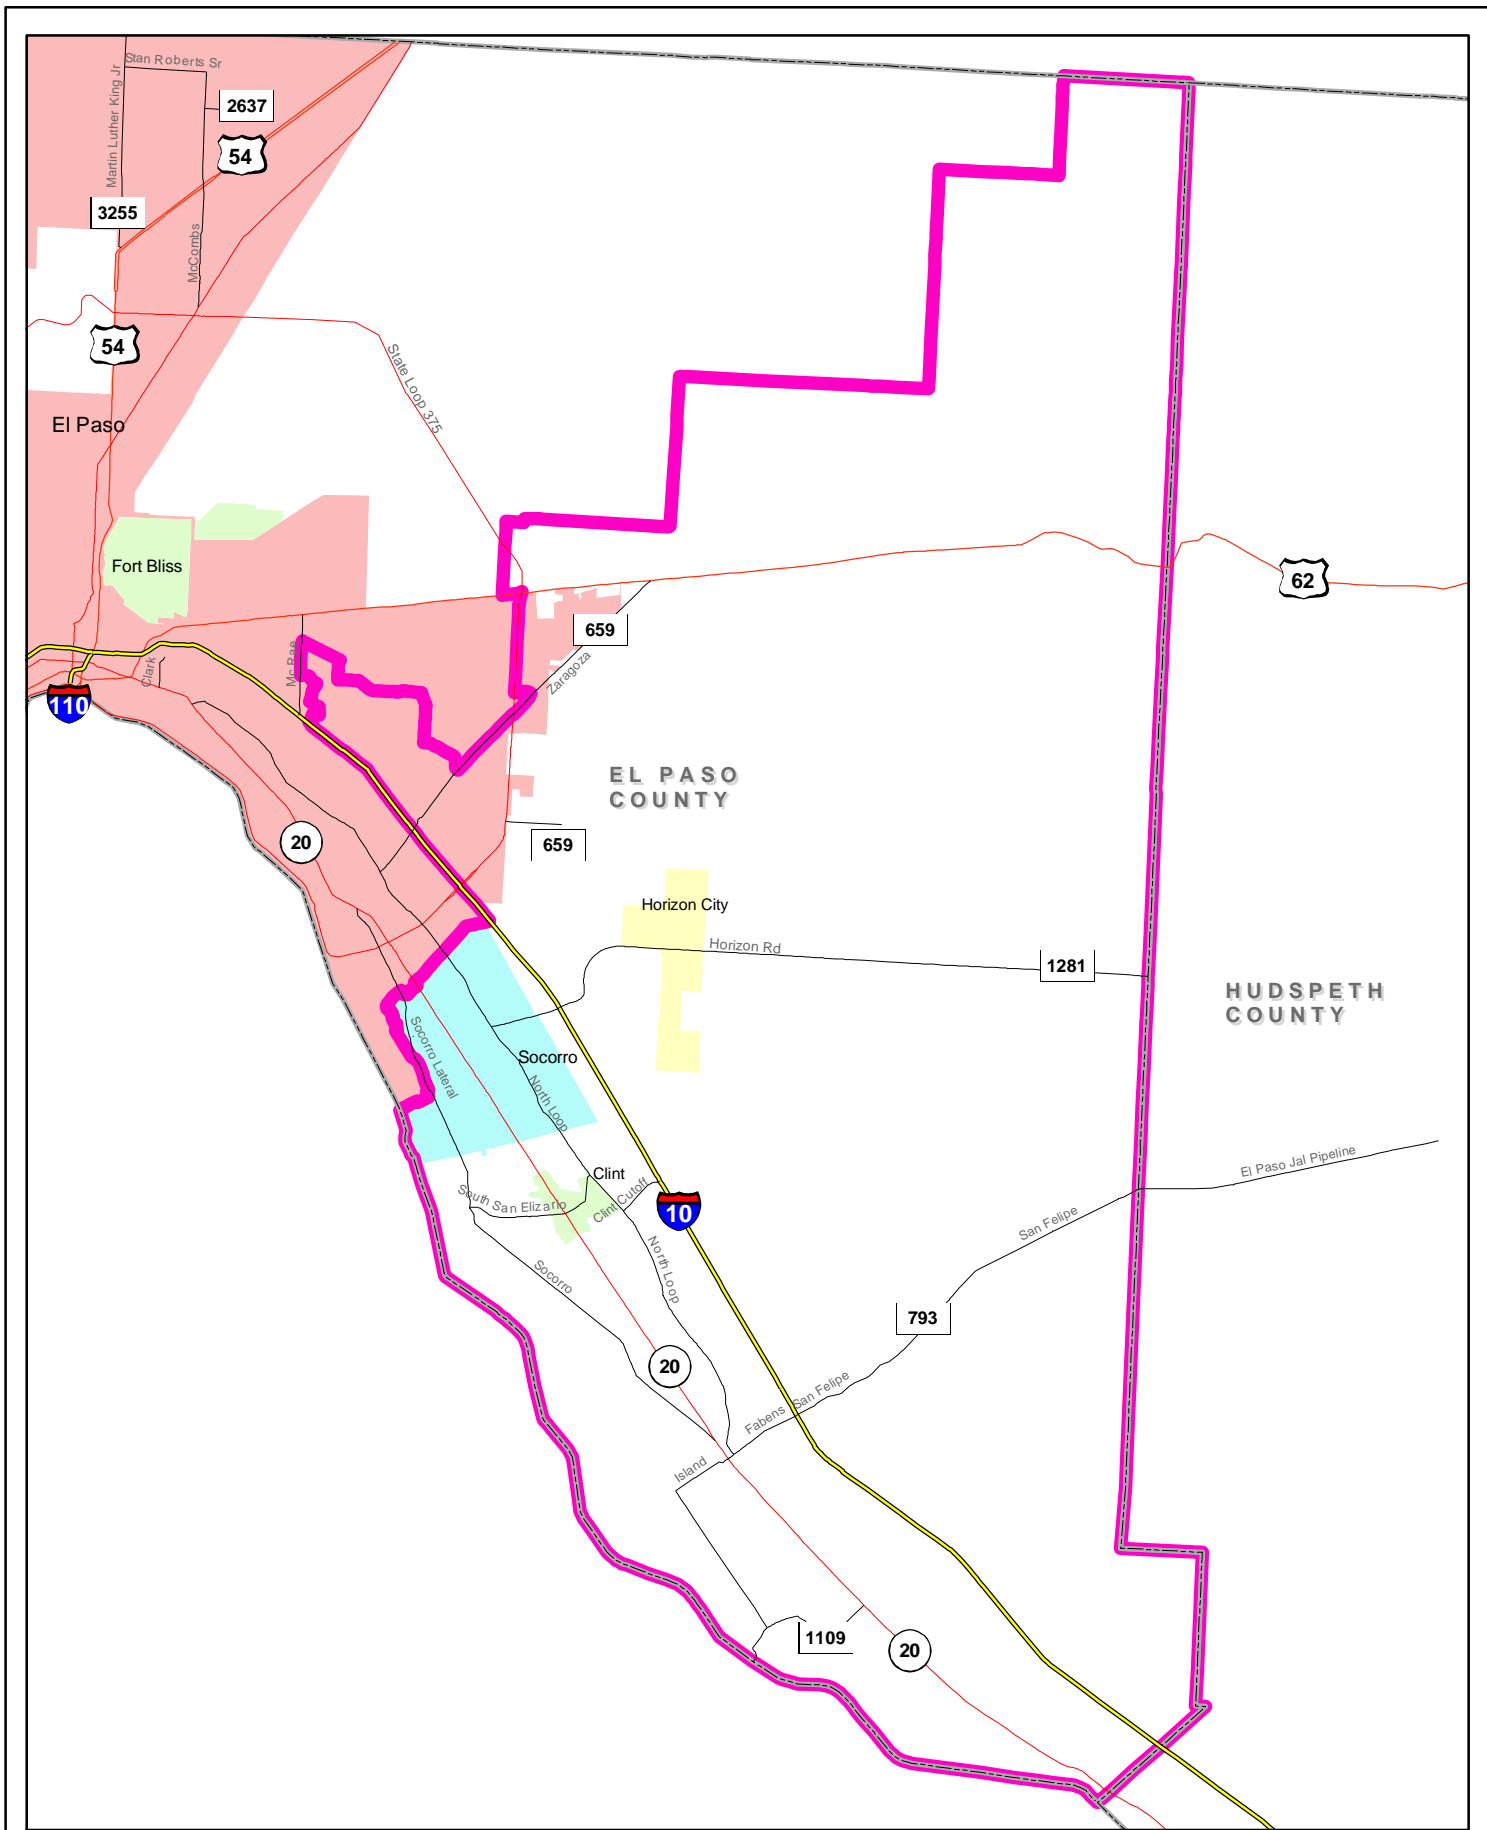 Stan Roberts Sr
Martin Luther King Jr
2637
54
3255
McCombs
54
State Loop 375
El Paso
Fort Bliss
62
659
Mc Rae
Clark
Zaragoza
110
EL PASO
COUNTY
20
659
Horizon City
Horizon Rd
1281
HUDSPETH
COUNTY
Socorro Lateral
Socorro
North Loop
El Paso Jal Pipeline
Clint
South San Elizario
Clint Cutoff
10
San Felipe
North Loop
Socorro
793
20
Fabens
San Felipe
Island
1109
20